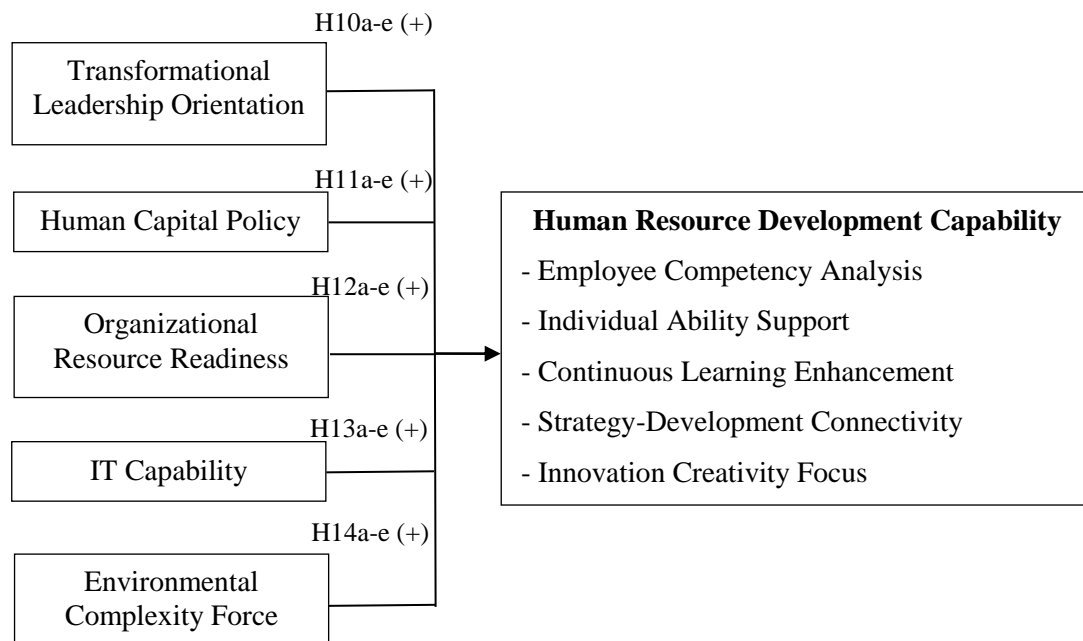 H10a-e (+)
Transformational
Leadership Orientation
H11a-e (+)
Human Capital Policy
H12a-e (+)
Organizational
Resource Readiness
H13a-e (+)
IT Capability
H14a-e (+)
Environmental
Complexity Force
Human Resource Development Capability
- Employee Competency Analysis
- Individual Ability Support
- Continuous Learning Enhancement
- Strategy-Development Connectivity
- Innovation Creativity Focus